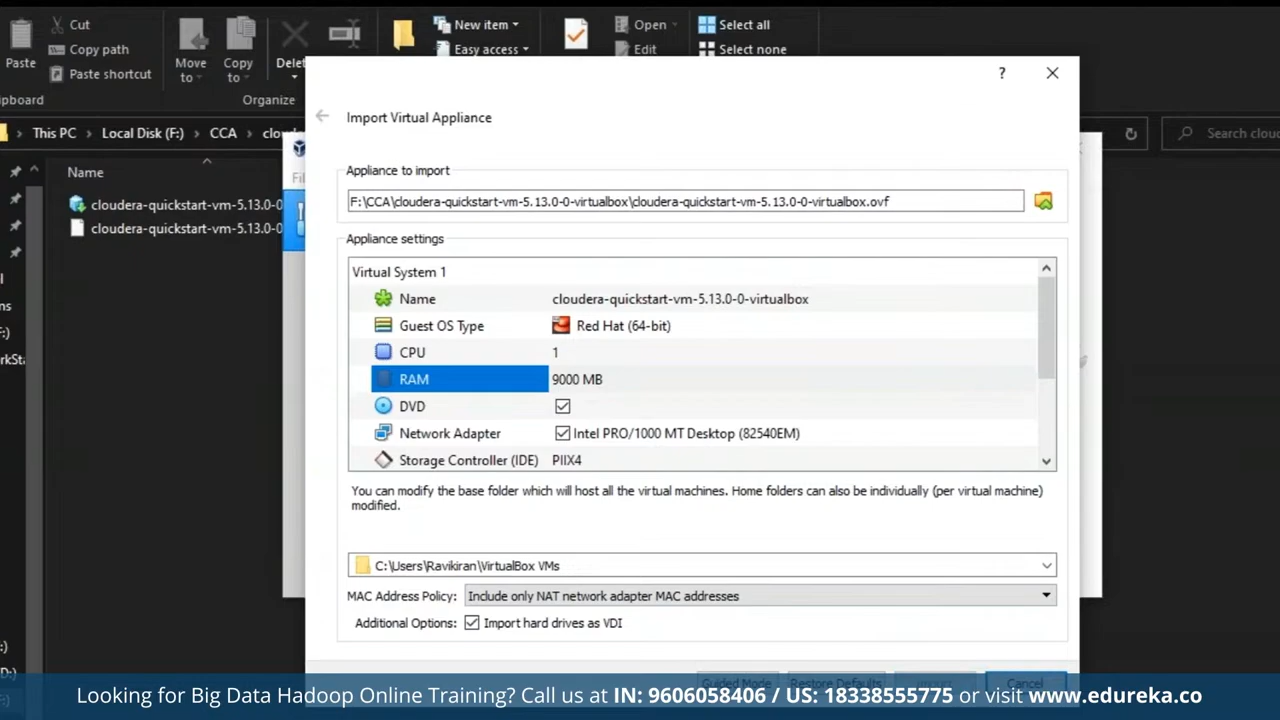 Cut
New item
Open
Select all
Copy path
Easy access
Edit
Select none
Paste
Paste shortcut
Move to
Copy to
Organize
This PC > Local Disk (F:) > CCA >
Search
Name
cloudera-quickstart-vm-5.13.0-0
cloudera-quickstart-vm-5.13.0-0
?
Import Virtual Appliance
Appliance to import
F:\CCA\cloudera-quickstart-vm-5.13.0-0-virtualbox\cloudera-quickstart-vm-5.13.0-0-virtualbox.ovf
Appliance settings
Virtual System 1
Name cloudera-quickstart-vm-5.13.0-0-virtualbox
Guest OS Type Red Hat (64-bit)
CPU 1
RAM 9000 MB
DVD
Network Adapter Intel PRO/1000 MT Desktop (82540EM)
Storage Controller (IDE) PIIX4
You can modify the base folder which will host all the virtual machines. Home folders can also be individually (per virtual machine)
modified.
C:\Users\Ravikiran\VirtualBox VMs
MAC Address Policy: Include only NAT network adapter MAC addresses
Additional Options: Import hard drives as VDI
Guided Mode Restore Defaults Import Cancel
Looking for Big Data Hadoop Online Training? Call us at IN: 9606058406 / US: 18338555775 or visit www.edureka.co